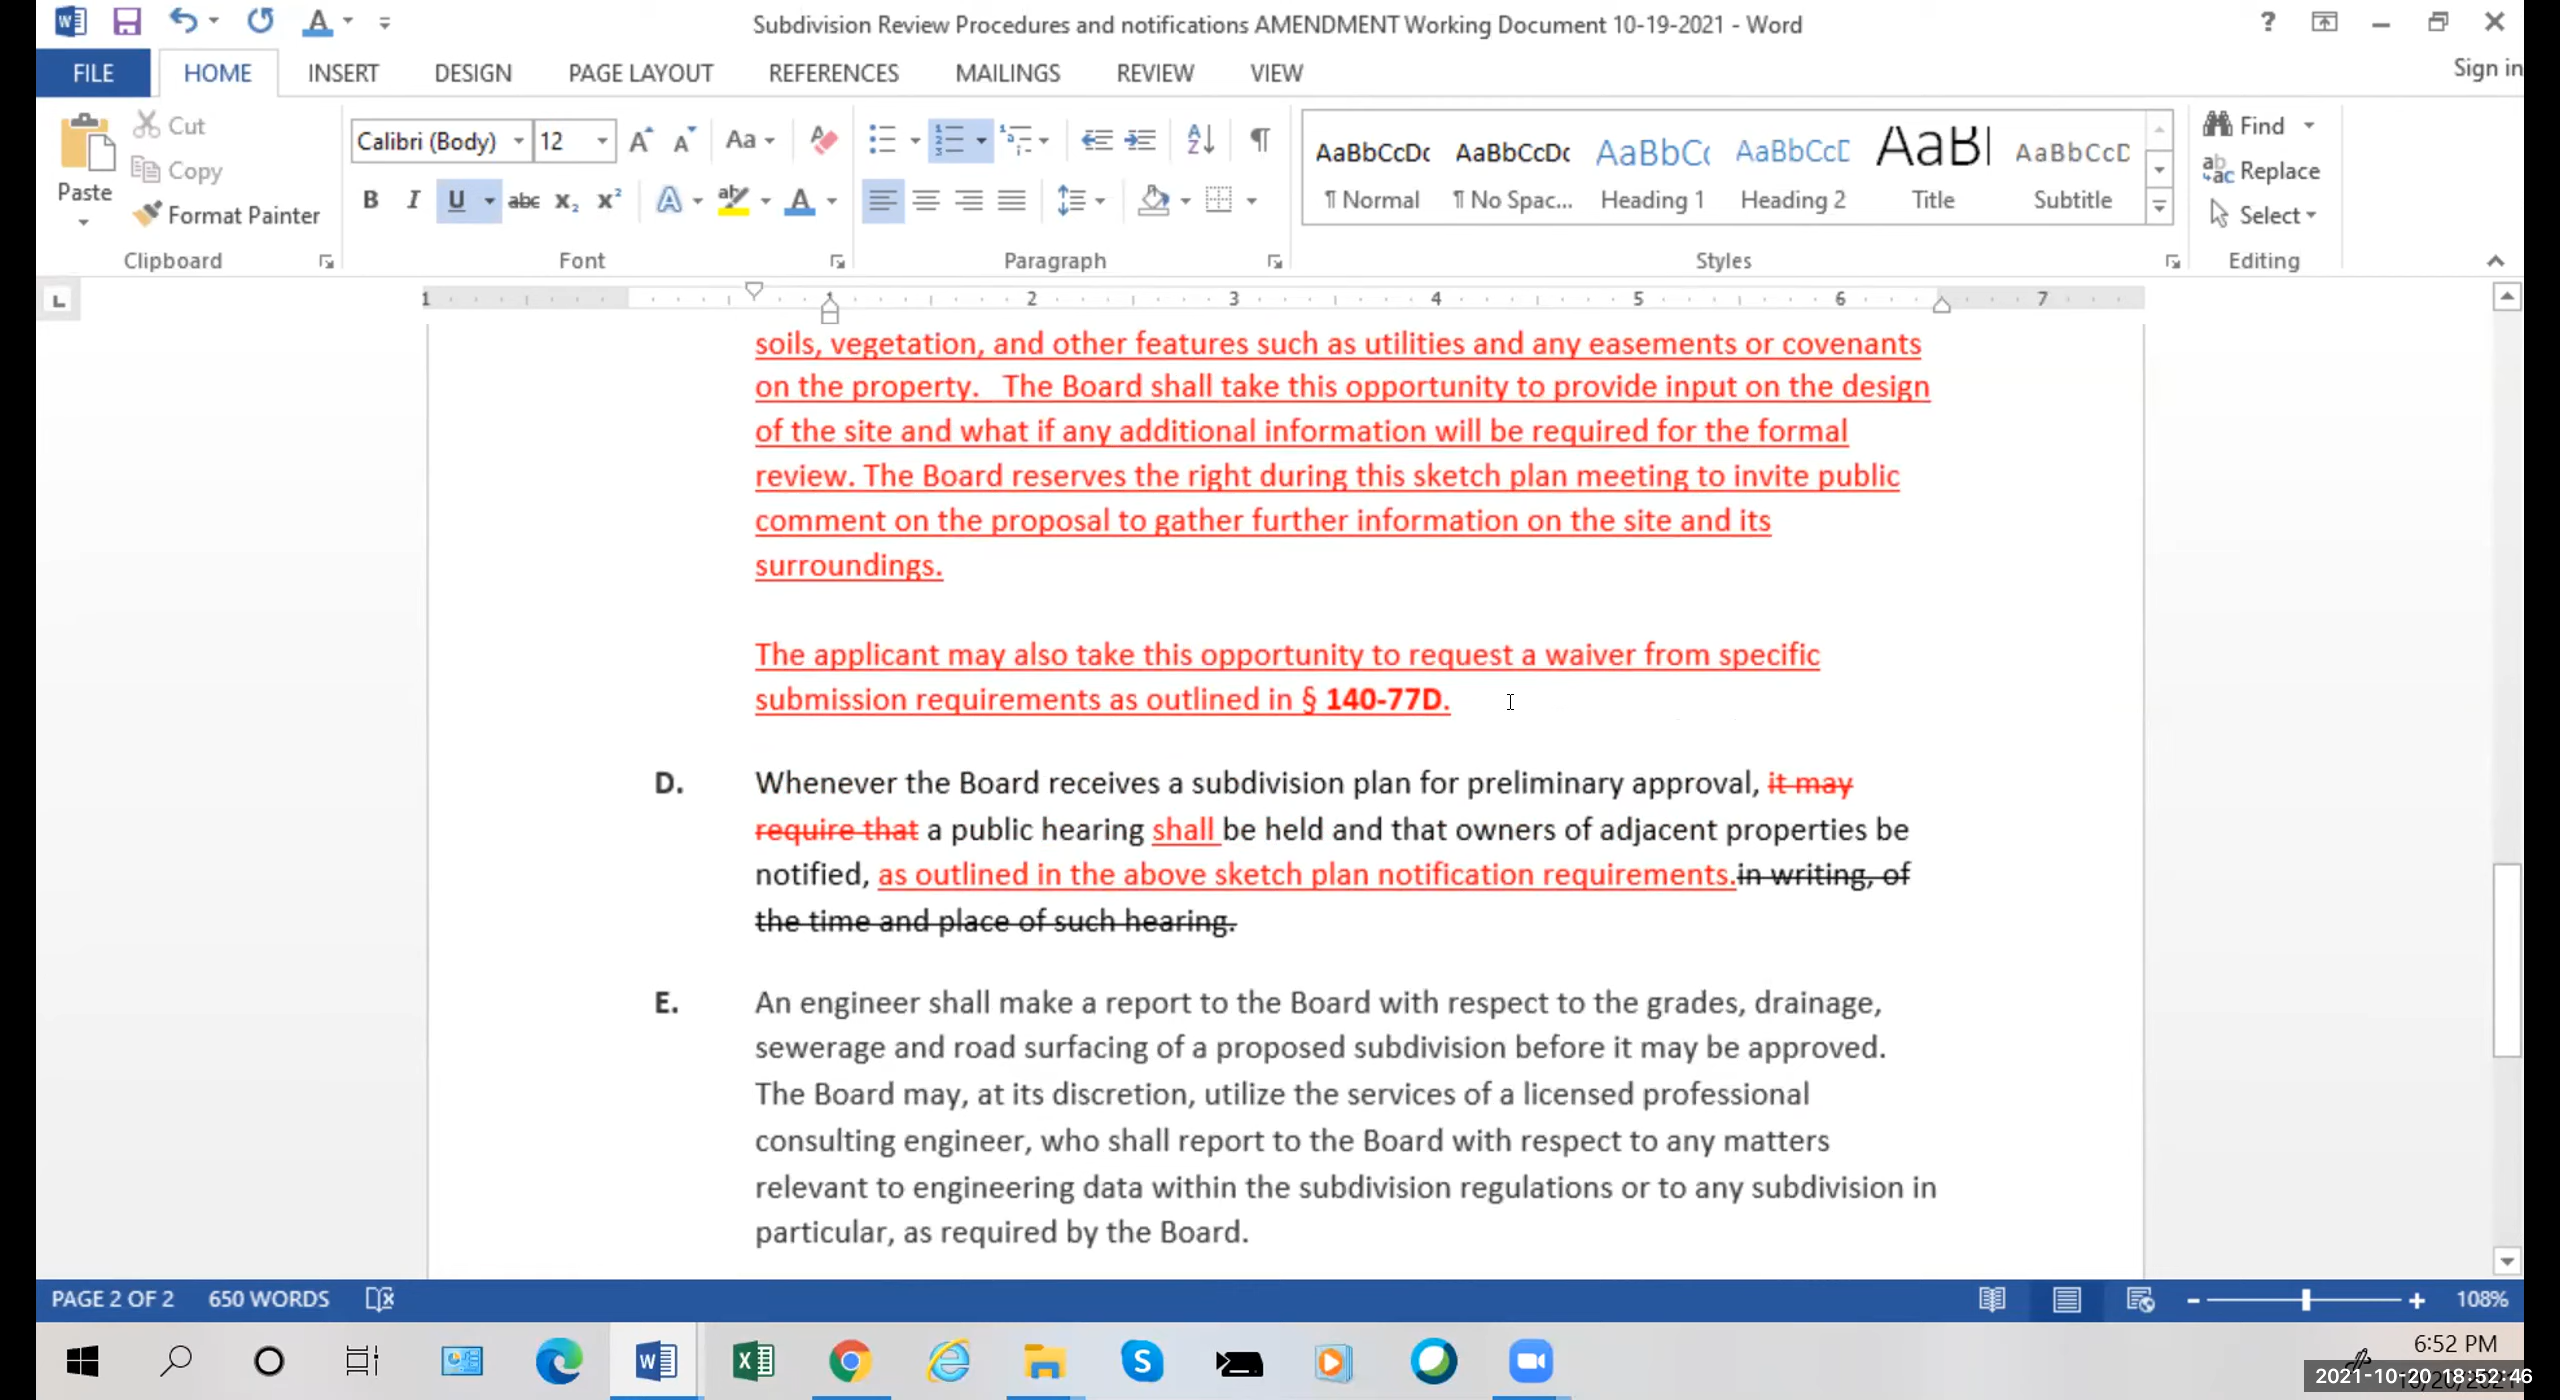 Subdivision Review Procedures and notifications AMENDMENT Working Document 10-19-2021 - Word
FILE HOME INSERT DESIGN PAGE LAYOUT REFERENCES MAILINGS REVIEW VIEW Sign in
Paste
Cut
Copy
Format Painter
Clipboard
Calibri (Body) 12
Font
Paragraph
AaBbCcDc AaBbCcDc AaBbC AaBbCcD AaBl AaBbCcD
¶ Normal ¶ No Spac... Heading 1 Heading 2 Title Subtitle
Styles
Find
Replace
Select
Editing
1 1 2 3 4 5 6 7
soils, vegetation, and other features such as utilities and any easements or covenants
on the property. The Board shall take this opportunity to provide input on the design
of the site and what if any additional information will be required for the formal
review. The Board reserves the right during this sketch plan meeting to invite public
comment on the proposal to gather further information on the site and its
surroundings.
The applicant may also take this opportunity to request a waiver from specific
submission requirements as outlined in § 140-77D.
D. Whenever the Board receives a subdivision plan for preliminary approval, it may
require that a public hearing shall be held and that owners of adjacent properties be
notified, as outlined in the above sketch plan notification requirements.in writing, of
the time and place of such hearing.
E. An engineer shall make a report to the Board with respect to the grades, drainage,
sewerage and road surfacing of a proposed subdivision before it may be approved.
The Board may, at its discretion, utilize the services of a licensed professional
consulting engineer, who shall report to the Board with respect to any matters
relevant to engineering data within the subdivision regulations or to any subdivision in
particular, as required by the Board.
PAGE 2 OF 2 650 WORDS 108%
6:52 PM
2021-10-20 18:52:46